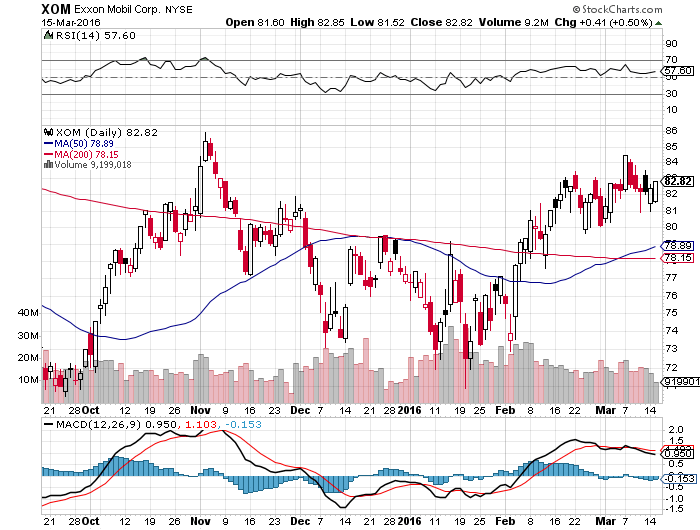 XOM Exxon Mobil Corp. NYSE
© StockCharts.com
15-Mar-2016
Open 81.60 High 82.85 Low 81.52 Close 82.82 Volume 9.2M Chg +0.41 (+0.50%)
RSI(14) 57.60
90
70
57.60
50
30
10
XOM (Daily) 82.82
MA(50) 78.89
MA(200) 78.15
Volume 9,199,018
86
85
84
83
82.82
82
81
80
79
78.89
78.15
77
76
75
74
73
72
919901
40M
30M
20M
10M
21 28 Oct 5 12 19 26 Nov 9 16 23 Dec 7 14 21 28 2016 11 19 25 Feb 8 16 22 Mar 7 14
MACD(12,26,9) 0.950, 1.103, -0.153
2.0
1.5
0.950
0.5
-0.153
-0.5
-1.0
-1.5
21 28 Oct 5 12 19 26 Nov 9 16 23 Dec 7 14 21 28 2016 11 19 25 Feb 8 16 22 Mar 7 14